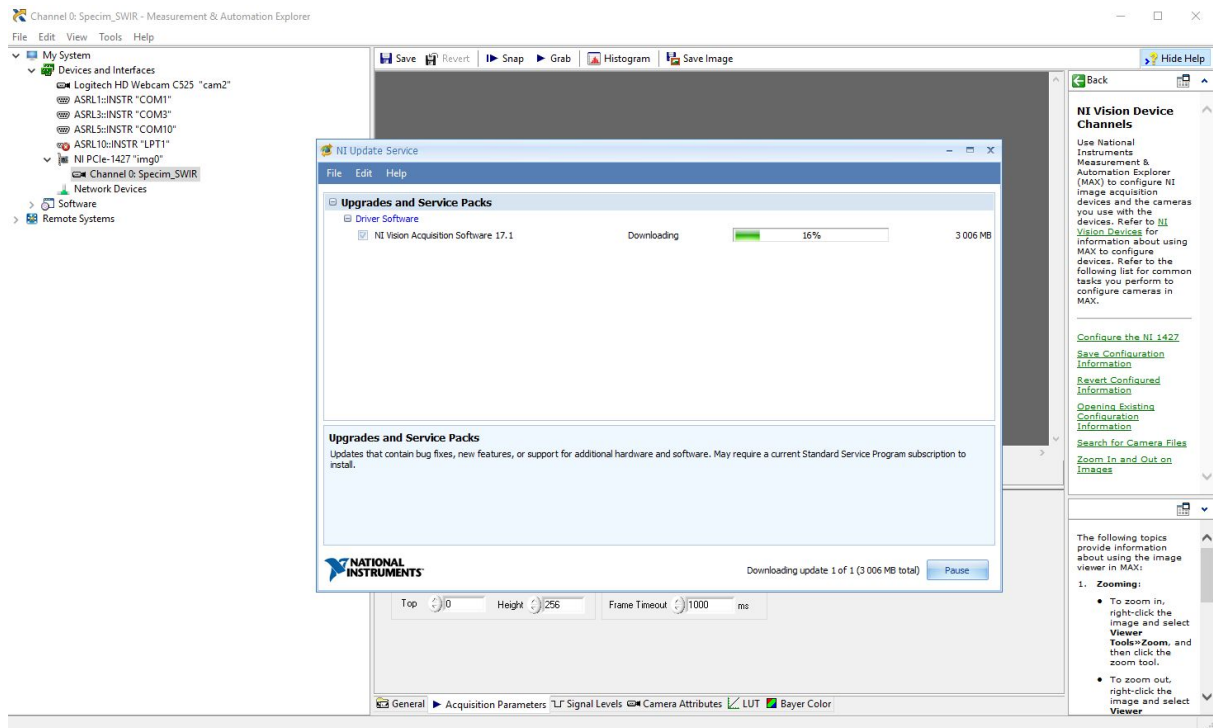 Channel 0: Specim_SWIR - Measurement & Automation Explorer
File Edit View Tools Help
My System
Devices and Interfaces
Logitech HD Webcam C525 "cam2"
ASRL1::INSTR "COM1"
ASRL3::INSTR "COM3"
ASRL5::INSTR "COM10"
ASRL10::INSTR "LPT1"
NI PCIe-1427 "img0"
Channel 0: Specim_SWIR
Network Devices
Software
Remote Systems
Save Revert Snap Grab Histogram Save Image
Hide Help
NI Update Service
File Edit Help
Upgrades and Service Packs
Driver Software
NI Vision Acquisition Software 17.1 Downloading 16% 3 006 MB
Upgrades and Service Packs
Updates that contain bug fixes, new features, or support for additional hardware and software. May require a current Standard Service Program subscription to
install.
NATIONAL
INSTRUMENTS
Downloading update 1 of 1 (3 006 MB total) Pause
Top 0 Height 256 Frame Timeout 1000 ms
General Acquisition Parameters Signal Levels Camera Attributes LUT Bayer Color
Back
NI Vision Device
Channels
Use National
Instruments
Measurement &
Automation Explorer
(MAX) to configure NI
image acquisition
devices and the cameras
you use with the
devices. Refer to NI
Vision Devices for
information about using
MAX to configure
devices. Refer to the
following list for common
tasks you perform to
configure cameras in
MAX.
Configure the NI 1427
Save Configuration
Information
Revert Configured
Information
Opening Existing
Configuration
Information
Search for Camera Files
Zoom In and Out on
Images
The following topics
provide information
about using the image
viewer in MAX:
1. Zooming:
• To zoom in,
right-click the
image and select
Viewer
Tools»Zoom, and
then click the
zoom tool.
• To zoom out,
right-click the
image and select
Viewer